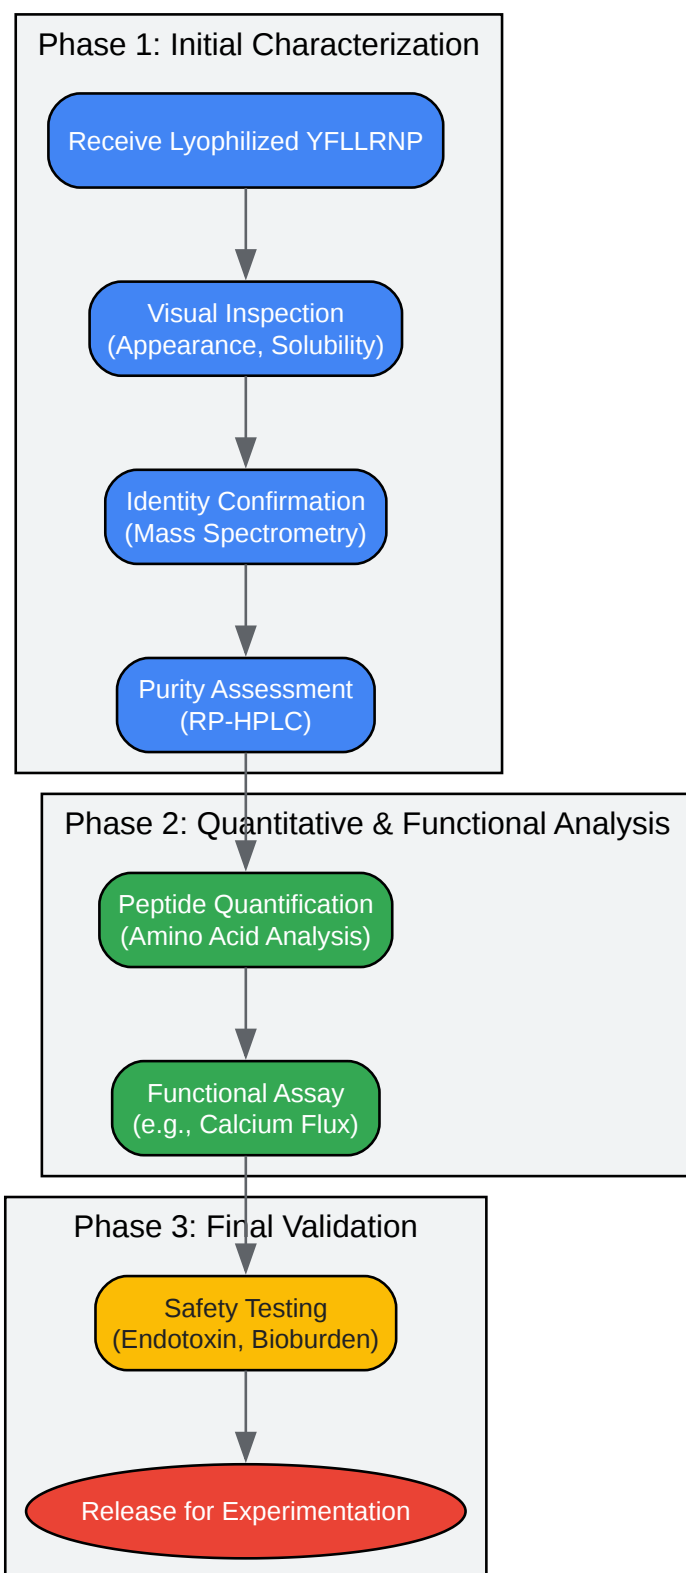 Phase 1: Initial Characterization
Receive Lyophilized YFLLRNP
Visual Inspection
(Appearance, Solubility)
Identity Confirmation
(Mass Spectrometry)
Purity Assessment
(RP-HPLC)
Phase 2: Quantitative & Functional Analysis
Peptide Quantification
(Amino Acid Analysis)
Functional Assay
(e.g., Calcium Flux)
Phase 3: Final Validation
Safety Testing
(Endotoxin, Bioburden)
Release for Experimentation